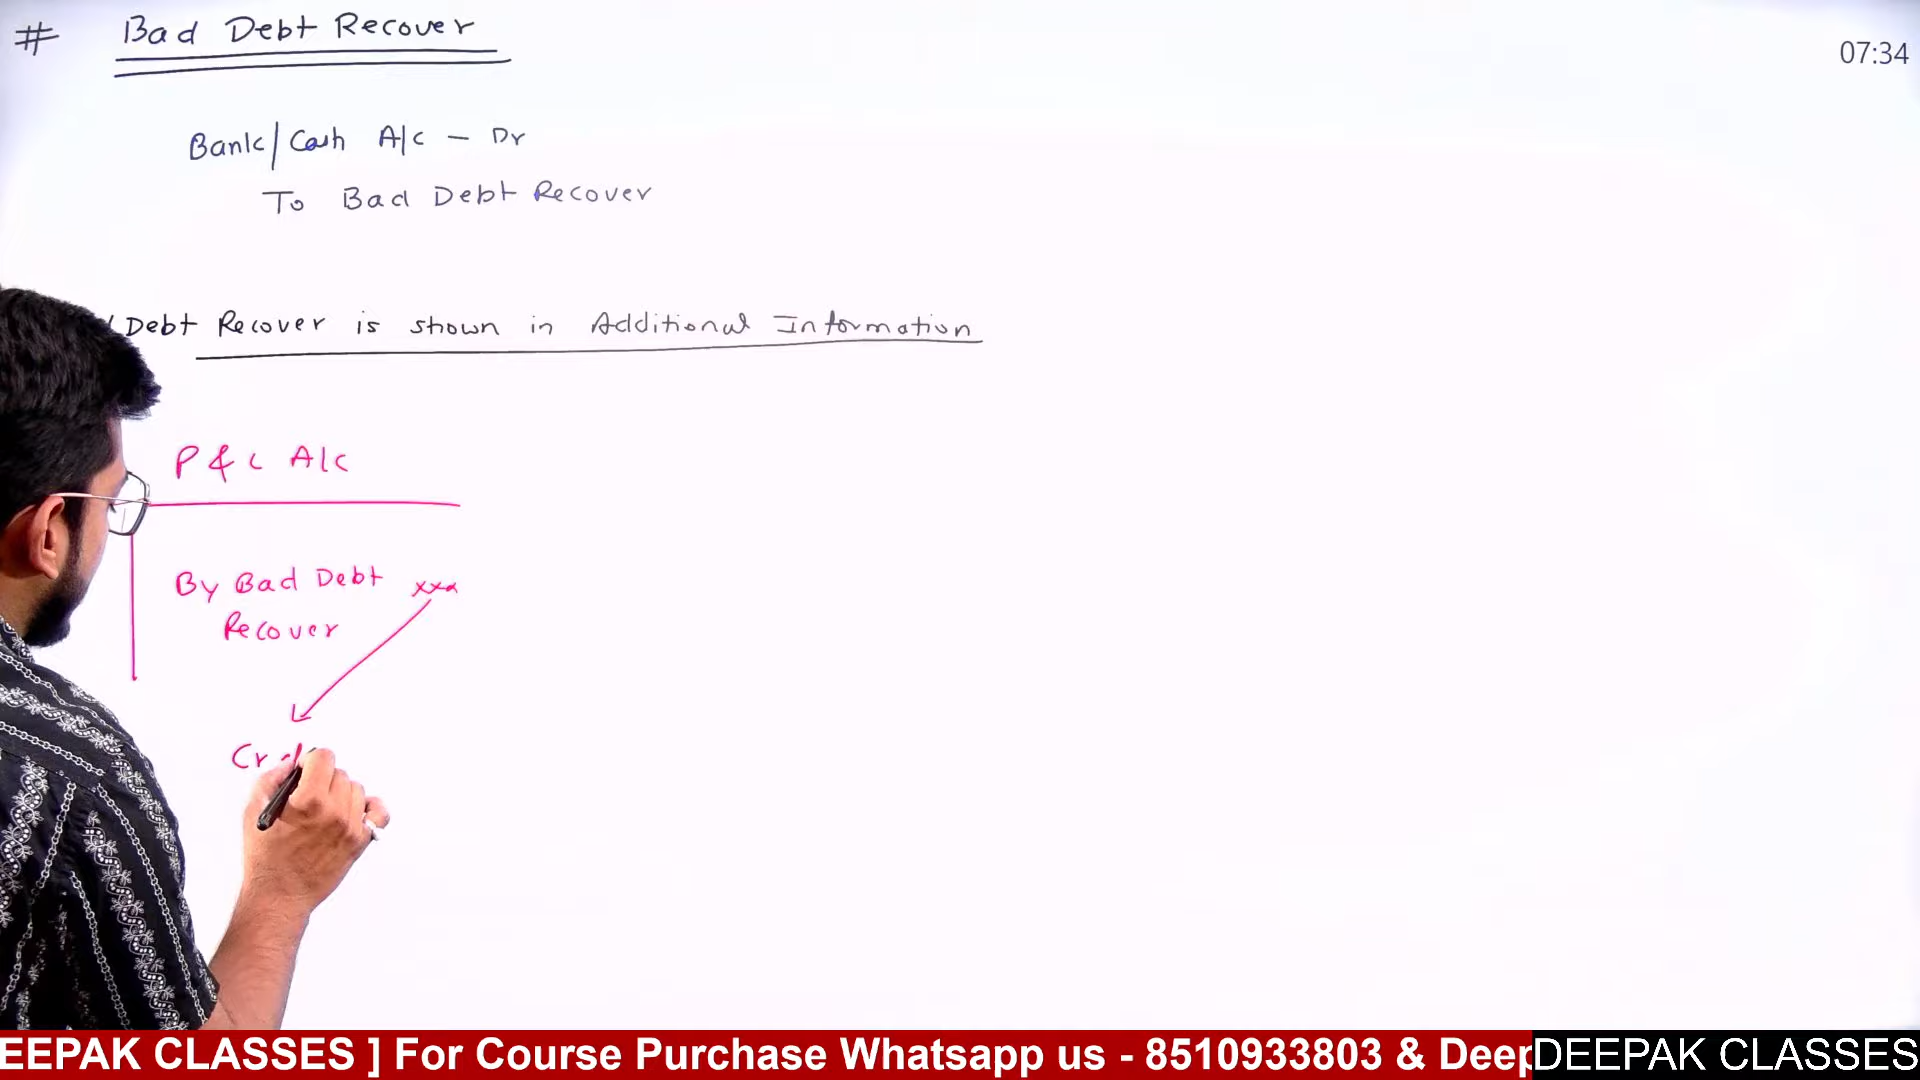 # Bad Debt Recover
07:34
Bank/Cash A/c - Dr
To Bad Debt Recover
Debt Recover is shown in Additional Information
P & L A/c
By Bad Debt xxx
Recover
Cr
EEPAK CLASSES ] For Course Purchase Whatsapp us - 8510933803 & Deep
DEEPAK CLASSES